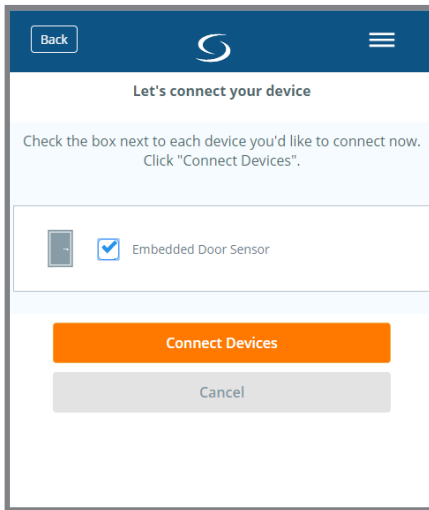 Back
Let's connect your device
Check the box next to each device you'd like to connect now.
Click "Connect Devices".
Embedded Door Sensor
Connect Devices
Cancel